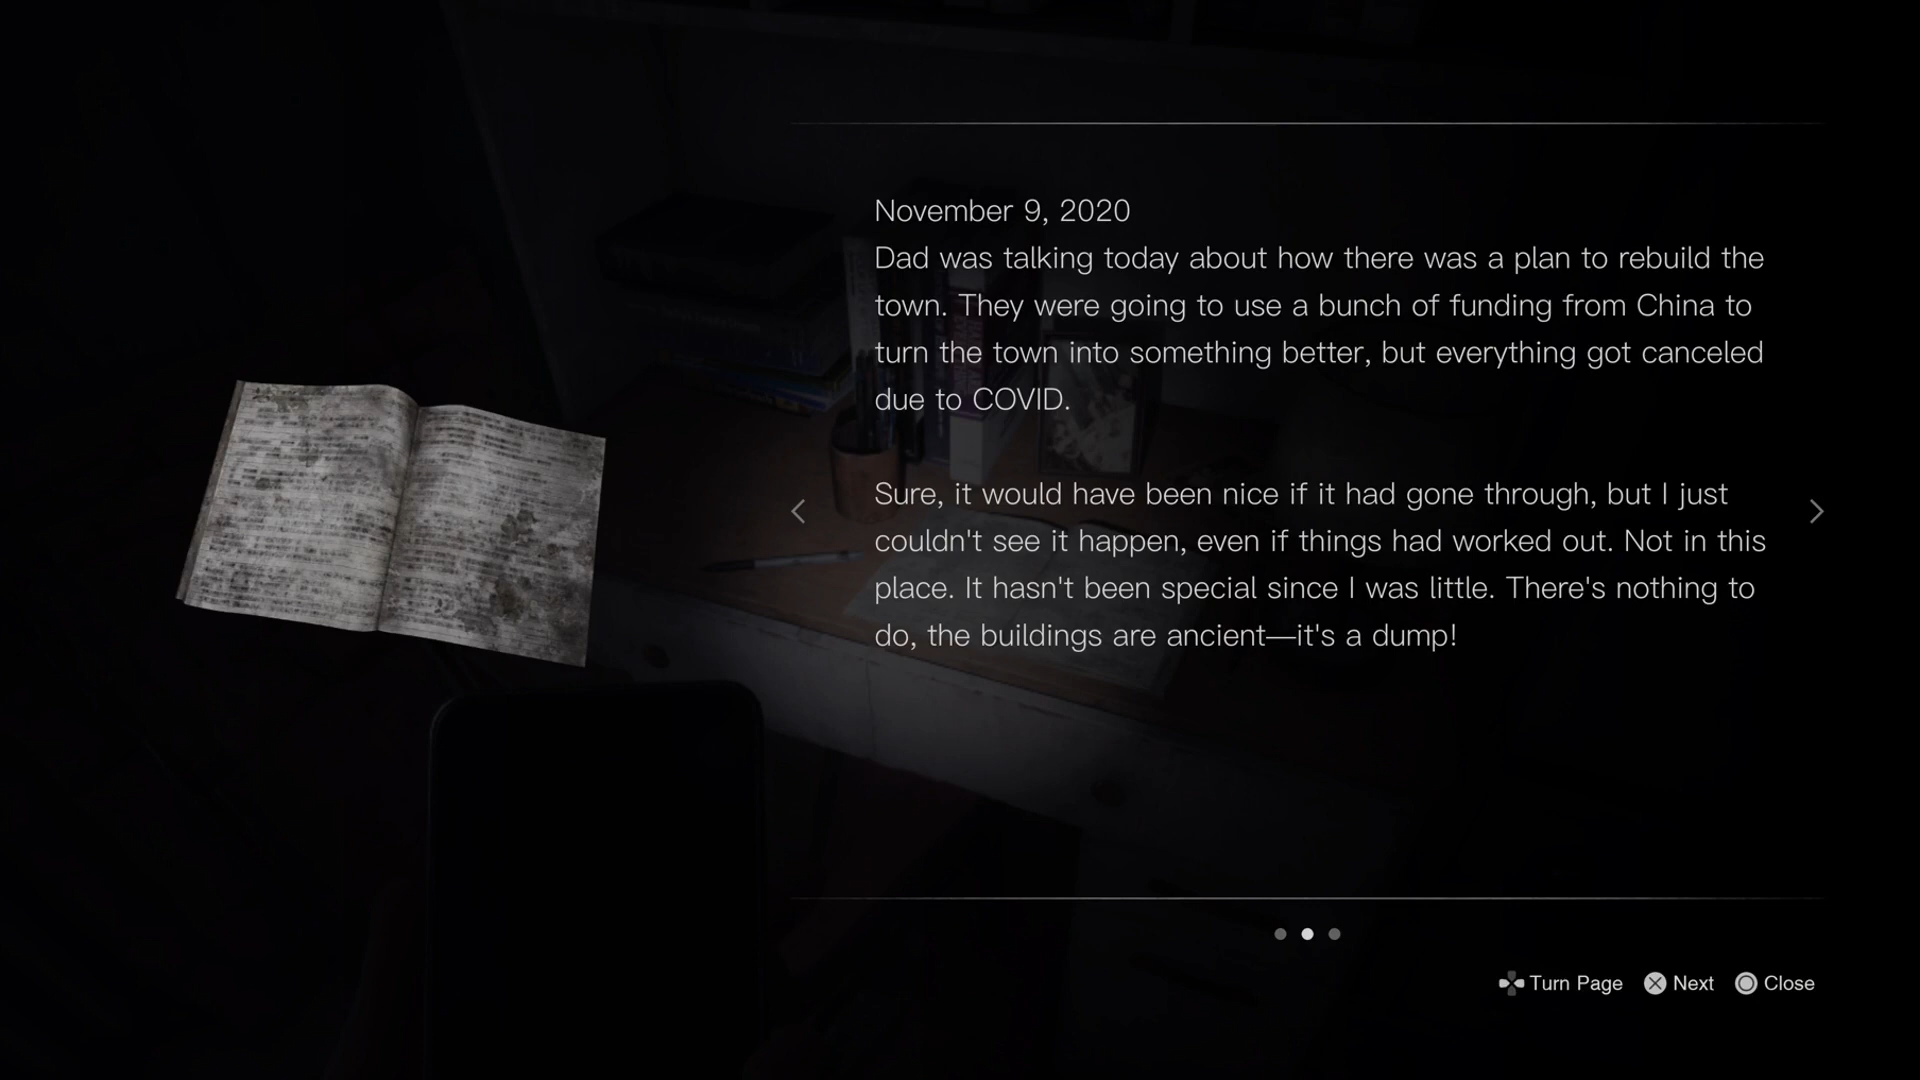 November 9, 2020
Dad was talking today about how there was a plan to rebuild the
town. They were going to use a bunch of funding from China to
turn the town into something better, but everything got canceled
due to COVID.
Sure, it would have been nice if it had gone through, but I just
couldn't see it happen, even if things had worked out. Not in this
place. It hasn't been special since I was little. There's nothing to
do, the buildings are ancient—it's a dump!
Turn Page Next Close